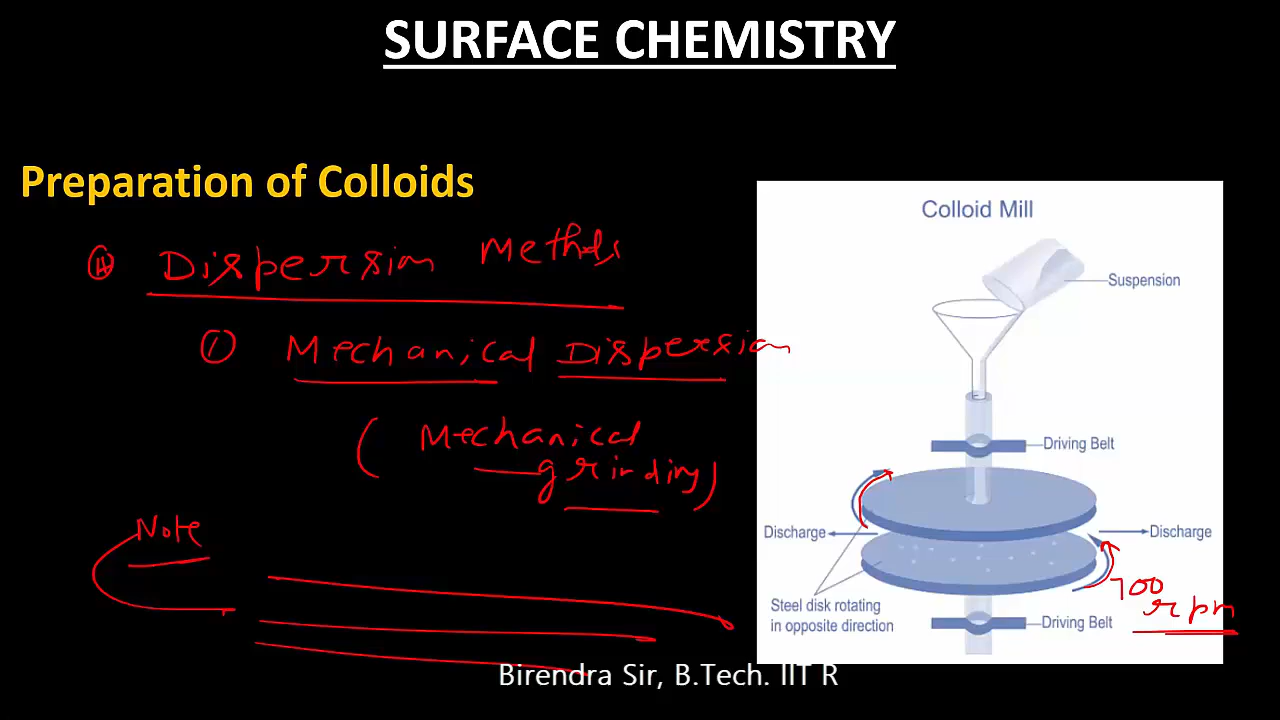 SURFACE CHEMISTRY
Preparation of Colloids
Dispersion Methods
① Mechanical Dispersion
( Mechanical
grinding)
Note
Colloid Mill
Suspension
Driving Belt
Discharge
Discharge
Steel disk rotating
in opposite direction
Driving Belt
700
rpm
Birendra Sir, B.Tech. IIT R